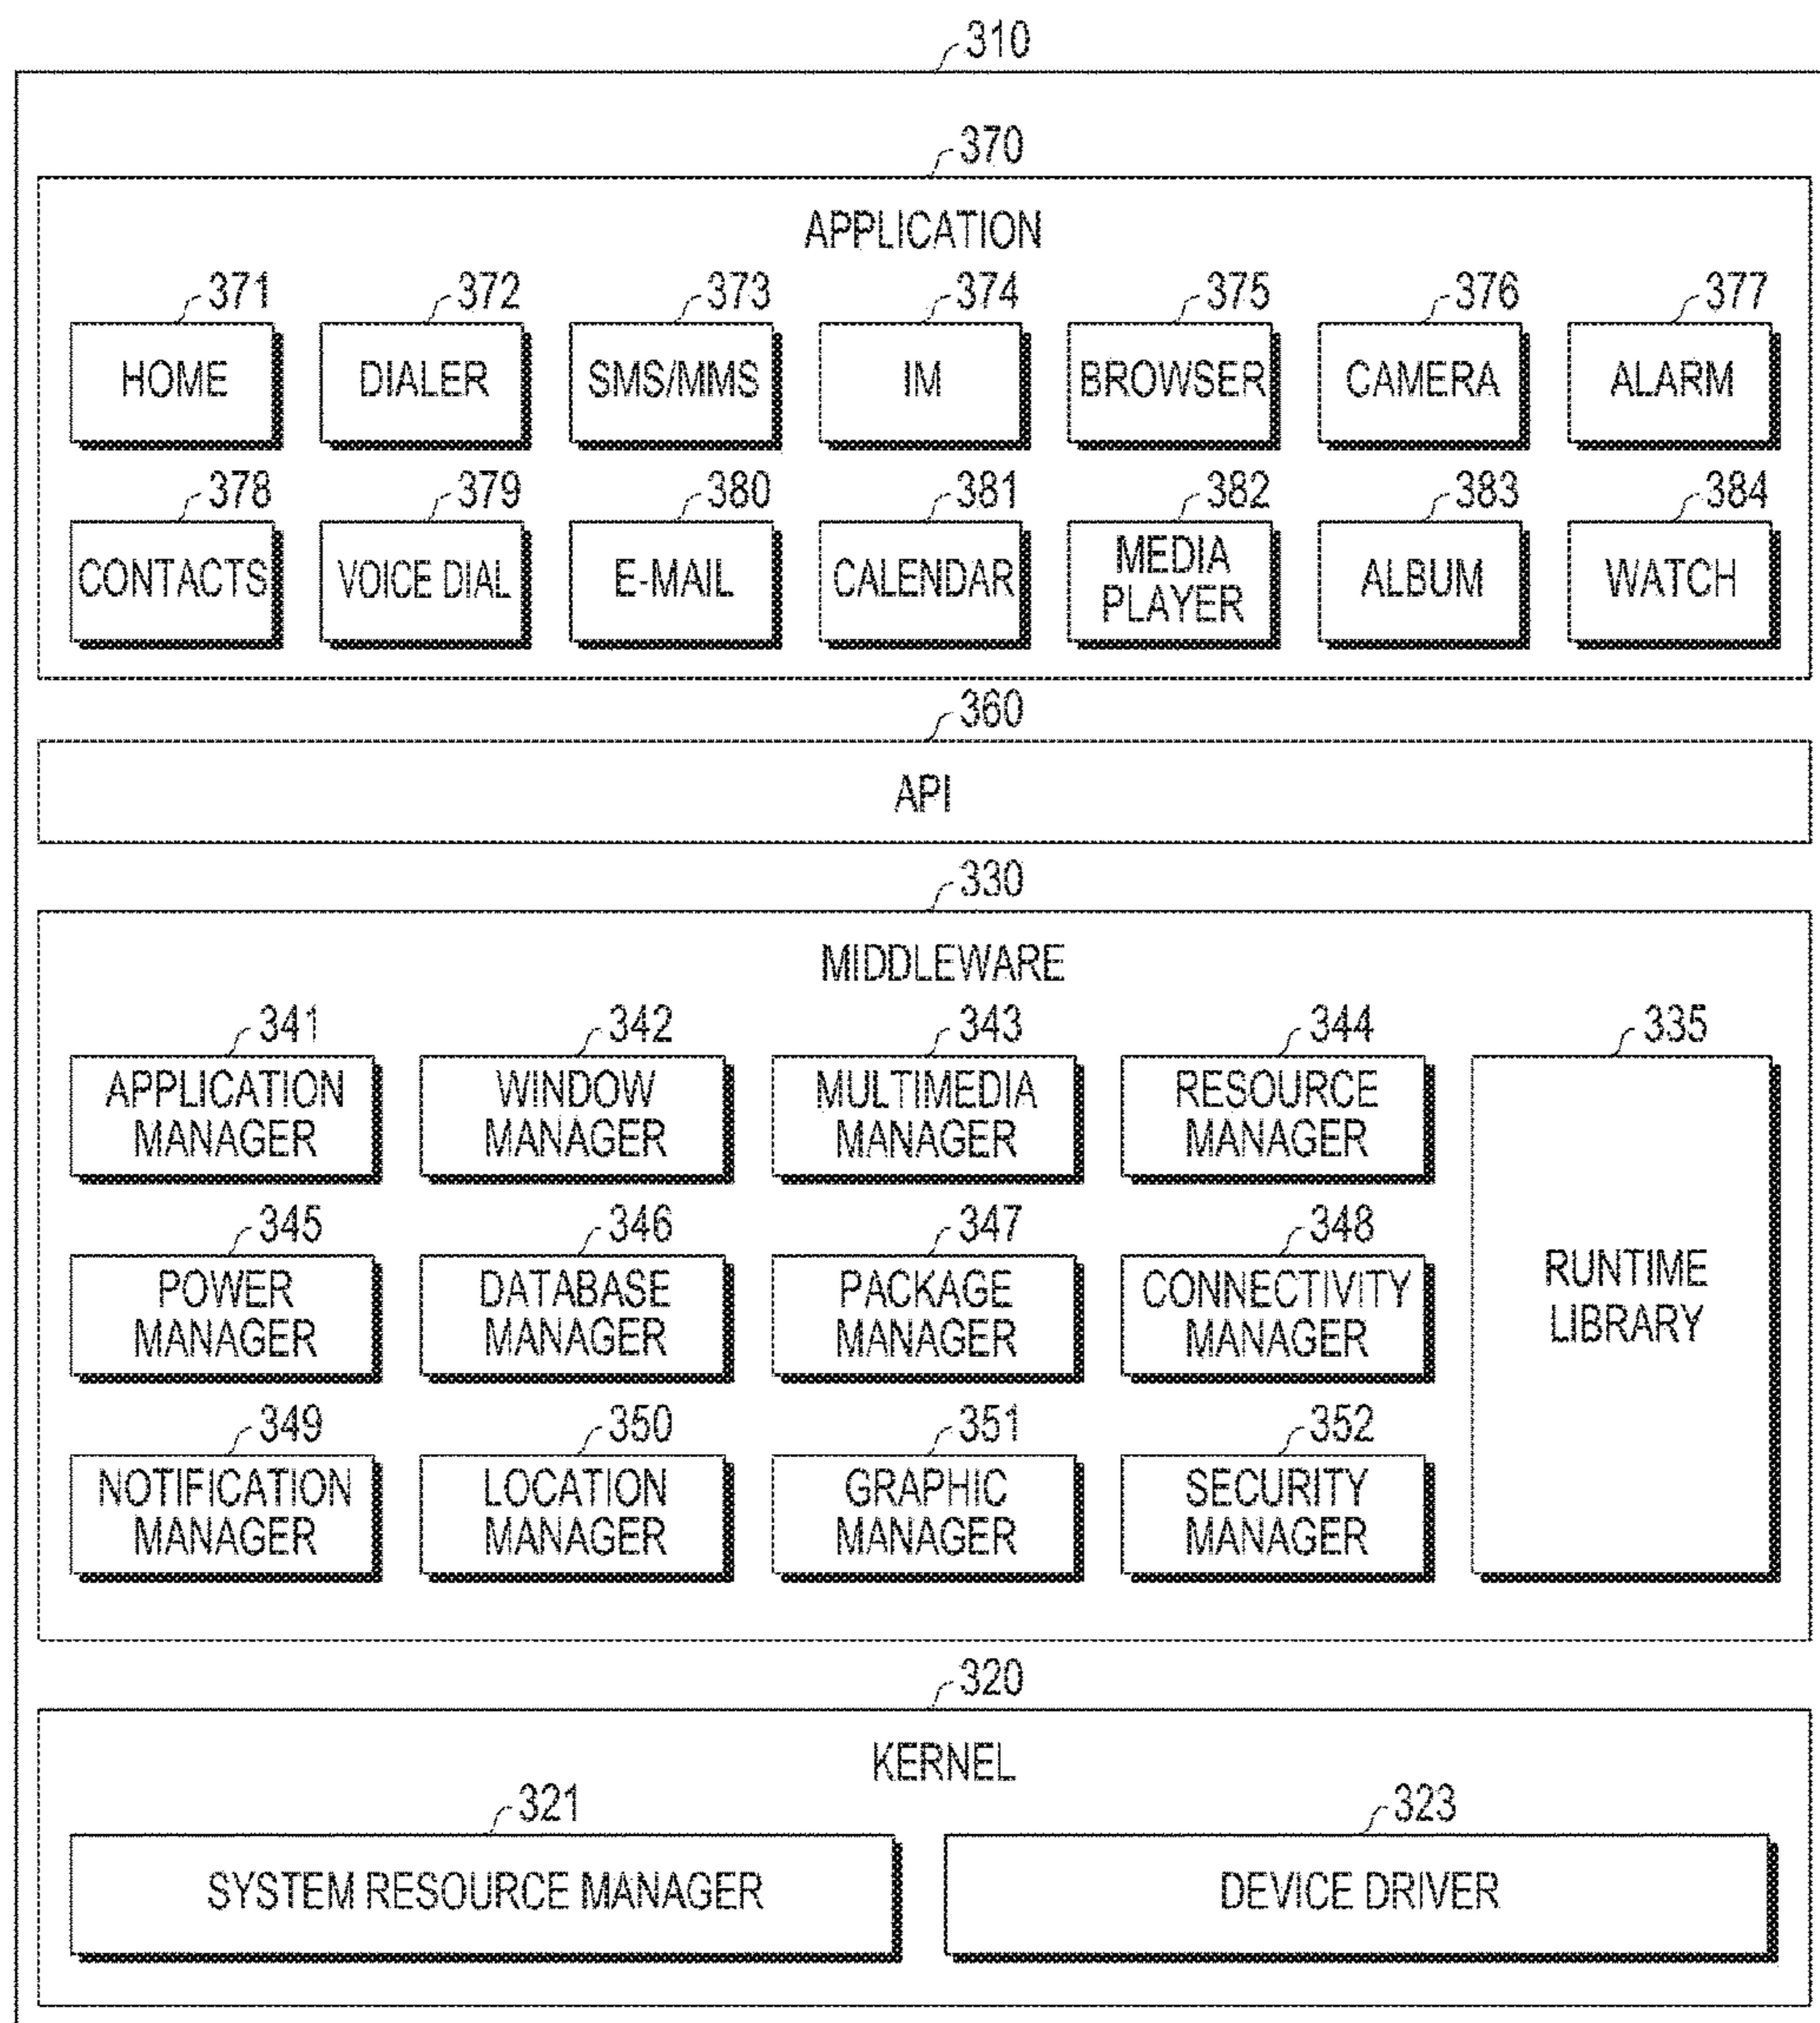 310
370
APPLICATION
371 372 373 374 375 376 377
HOME DIALER SMS/MMS IM BROWSER CAMERA ALARM
378 379 380 381 382 383 384
CONTACTS VOICE DIAL E-MAIL CALENDAR MEDIA PLAYER ALBUM WATCH
360
API
330
MIDDLEWARE
341 342 343 344 335
APPLICATION MANAGER WINDOW MANAGER MULTIMEDIA MANAGER RESOURCE MANAGER
345 346 347 348
POWER MANAGER DATABASE MANAGER PACKAGE MANAGER CONNECTIVITY MANAGER RUNTIME LIBRARY
349 350 351 352
NOTIFICATION MANAGER LOCATION MANAGER GRAPHIC MANAGER SECURITY MANAGER
320
KERNEL
321 323
SYSTEM RESOURCE MANAGER DEVICE DRIVER